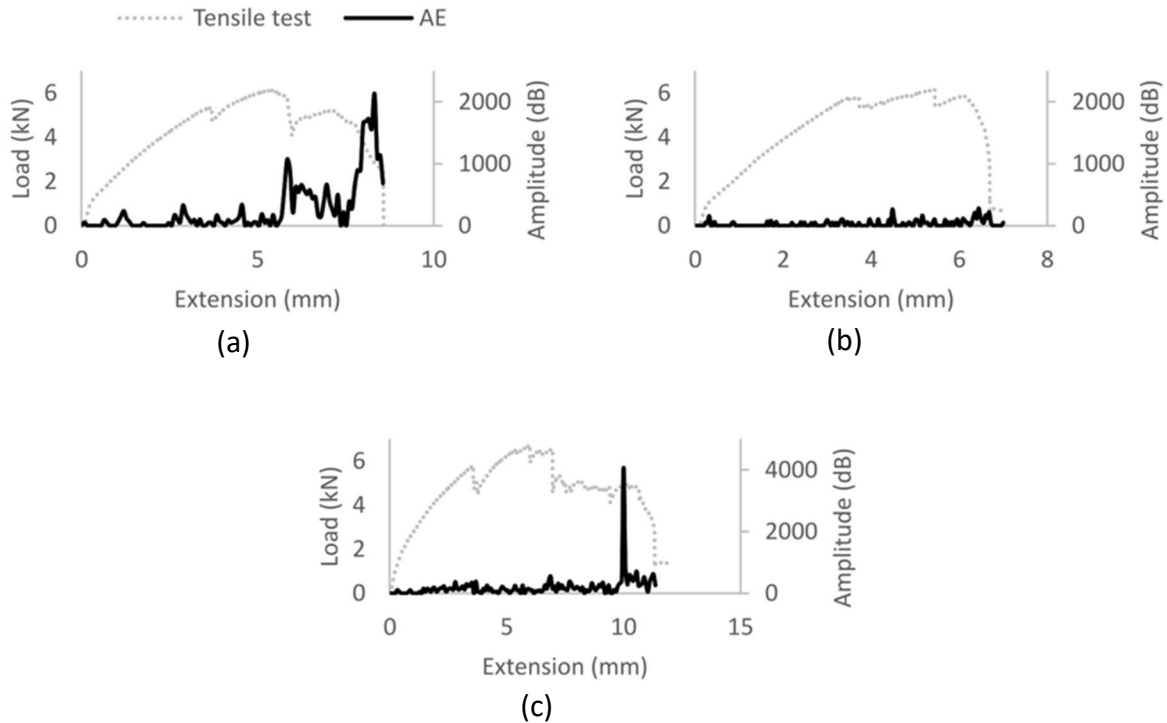 Tensile test AE
Load (kN)
6
4
2
0
2000
1000
0
Amplitude (dB)
0 5 10
Extension (mm)
(a)
Load (kN)
6
4
2
0
2000
1000
0
Amplitude (dB)
0 2 4 6 8
Extension (mm)
(b)
Load (kN)
6
4
2
0
4000
2000
0
Amplitude (dB)
0 5 10 15
Extension (mm)
(c)